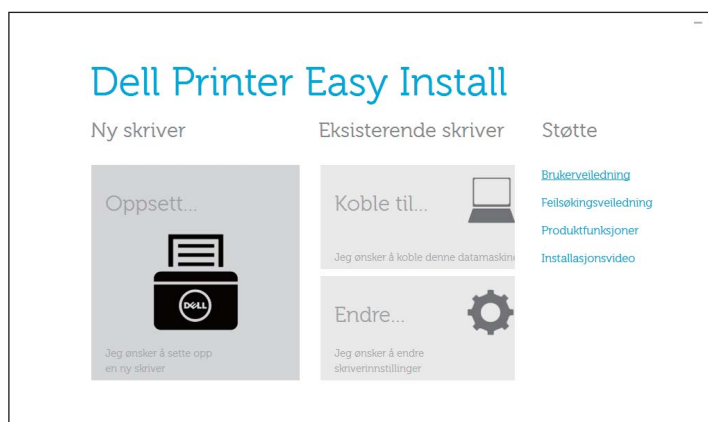 Dell Printer Easy Install
Ny skriver
Eksisterende skriver
Støtte
Oppsett...
DELL
Jeg ønsker å sette opp
en ny skriver
Koble til...
Jeg ønsker å koble denne datamaskine
Endre...
Jeg ønsker å endre
skriverinnstillinger
Brukerveiledning
Feilsøkingsveiledning
Produktfunksjoner
Installasjonsvideo